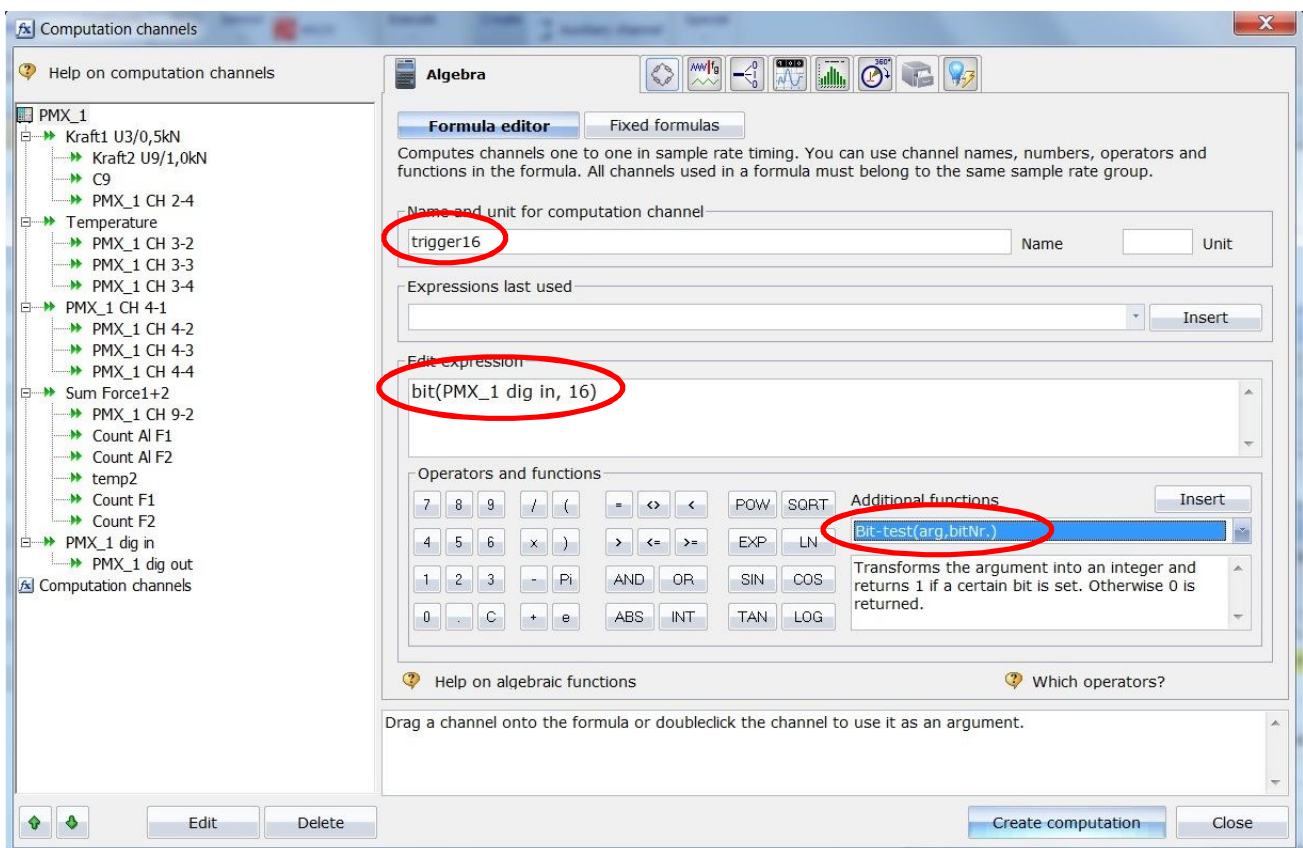 Computation channels
X
Help on computation channels
PMX_1
Kraft1 U3/0,5kN
Kraft2 U9/1,0kN
C9
PMX_1 CH 2-4
Temperature
PMX_1 CH 3-2
PMX_1 CH 3-3
PMX_1 CH 3-4
PMX_1 CH 4-1
PMX_1 CH 4-2
PMX_1 CH 4-3
PMX_1 CH 4-4
Sum Force1+2
PMX_1 CH 9-2
Count Al F1
Count Al F2
temp2
Count F1
Count F2
PMX_1 dig in
PMX_1 dig out
fx Computation channels
Edit Delete
Algebra
360°
Formula editor Fixed formulas
Computes channels one to one in sample rate timing. You can use channel names, numbers, operators and
functions in the formula. All channels used in a formula must belong to the same sample rate group.
Name and unit for computation channel
trigger16 Name Unit
Expressions last used
Insert
Edit expression
bit(PMX_1 dig in, 16)
Operators and functions
7 8 9 / ( = <> < POW SQRT
4 5 6 x ) > <= >= EXP LN
1 2 3 - Pi AND OR SIN COS
0 . C + e ABS INT TAN LOG
Additional functions Insert
Bit-test(arg,bitNr.)
Transforms the argument into an integer and
returns 1 if a certain bit is set. Otherwise 0 is
returned.
Help on algebraic functions Which operators?
Drag a channel onto the formula or doubleclick the channel to use it as an argument.
Create computation Close